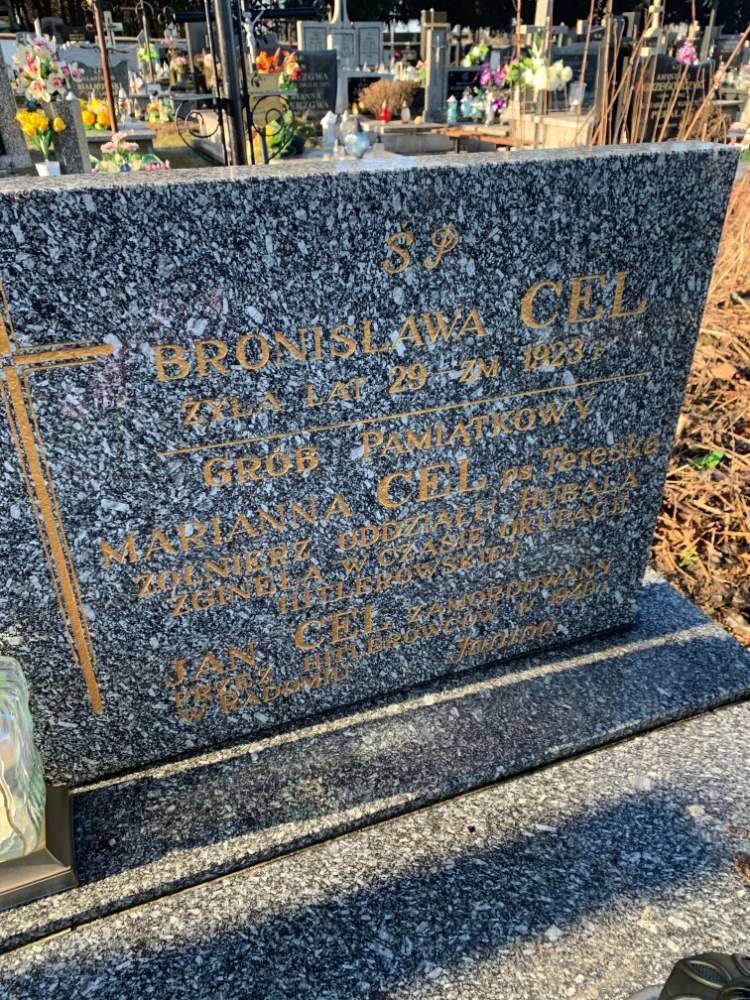 Ś P
BRONISŁAWA CEL
ŻYŁA LAT 29 - ZM 1923 r
GRÓB PAMIĄTKOWY
MARIANNA CEL ps Tereska
ŻOŁNIERZ ODDZIAŁU HUBALA
ZGINĘŁA W CZASIE OKUPACJI
HITLEROWSKIEJ
JAN CEL ZAMORDOWANY
PRZEZ HITLEROWCÓW W 1940 r
W RADOMIU Janina